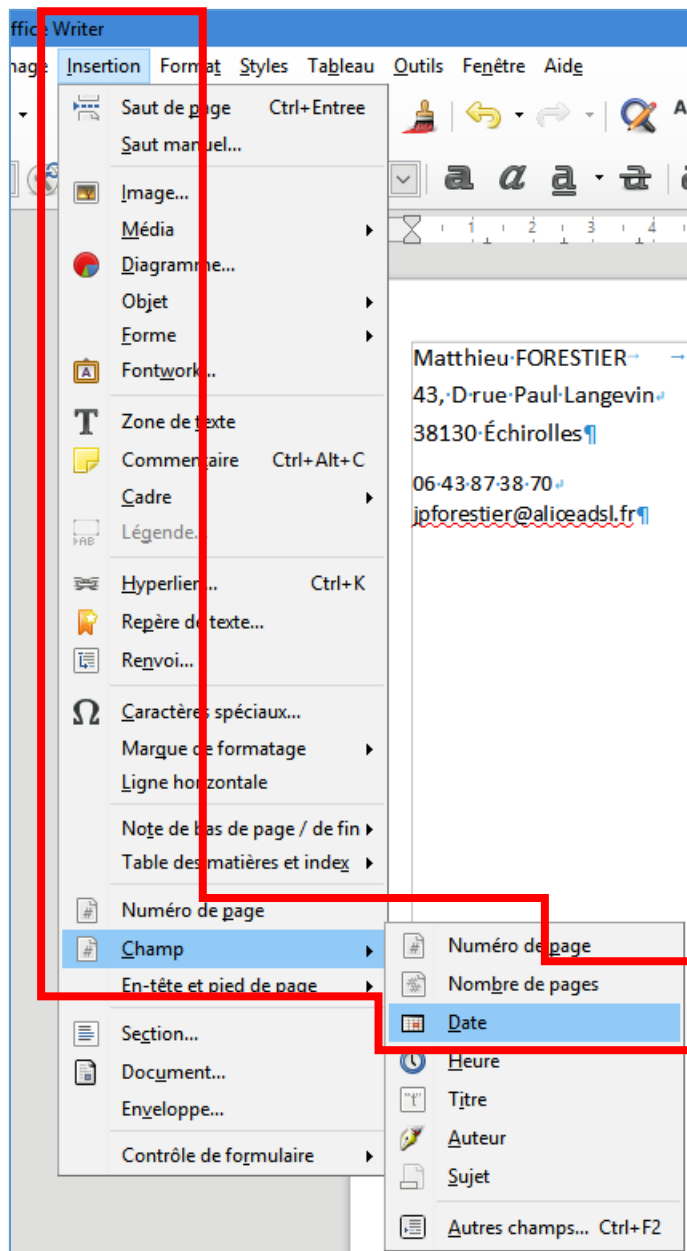 ffice Writer
nage Insertion Format Styles Tableau Outils Fenêtre Aide
Saut de page Ctrl+Entree
Saut manuel...
Image...
Média
Diagramme...
Objet
Forme
Fontwork...
Zone de texte
Commentaire Ctrl+Alt+C
Cadre
Légende...
Hyperlien... Ctrl+K
Repère de texte...
Renvoi...
Caractères spéciaux...
Marque de formatage
Ligne horizontale
Note de bas de page / de fin
Table des matières et index
Numéro de page
Champ
En-tête et pied de page
Section...
Document...
Enveloppe...
Contrôle de formulaire
Numéro de page
Nombre de pages
Date
Heure
Titre
Auteur
Sujet
Autres champs... Ctrl+F2
a a a a
1 2 3 4
Matthieu·FORESTIER→ →
43,·D·rue·Paul·Langevin↲
38130·Échirolles¶
06·43·87·38·70↲
jpforestier@aliceadsl.fr¶